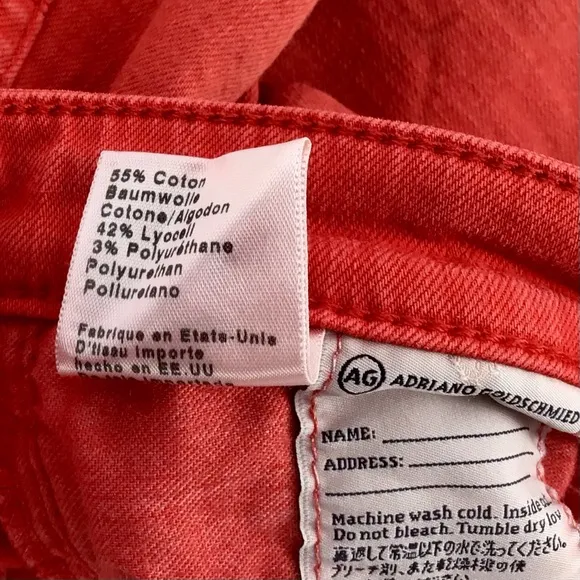 55% Coton
Baumwolle
Cotone/Algodon
42% Lyocell
3% Polyuréthane
Polyurethan
Poliuretano
Fabrique en Etats-Unis
D'tissu importe
hecho en EE.UU
AG ADRIANO GOLDSCHMIED
NAME:
ADDRESS:
Machine wash cold. Inside
Do not bleach. Tumble dry low
裏返して常温以下の水で洗ってください。